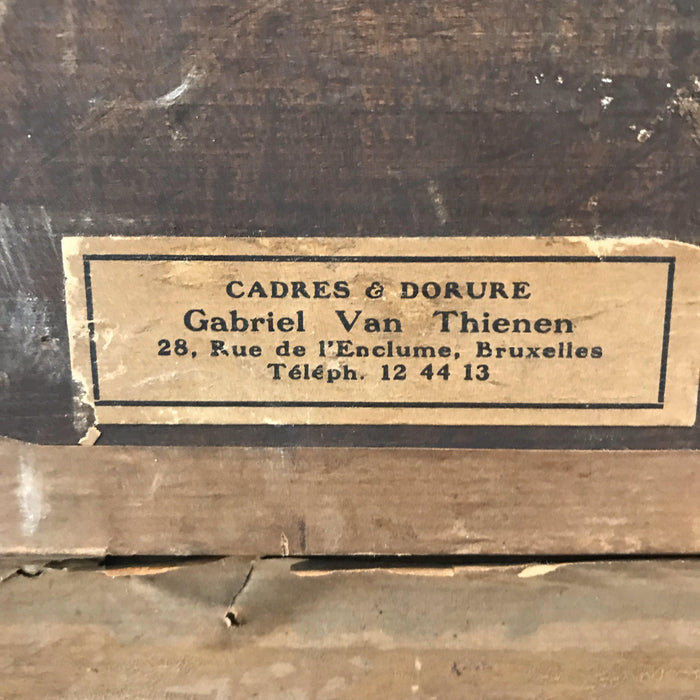 CADRES & DORURE
Gabriel Van Thienen
28, Rue de l'Enclume, Bruxelles
Téléph. 12 44 13